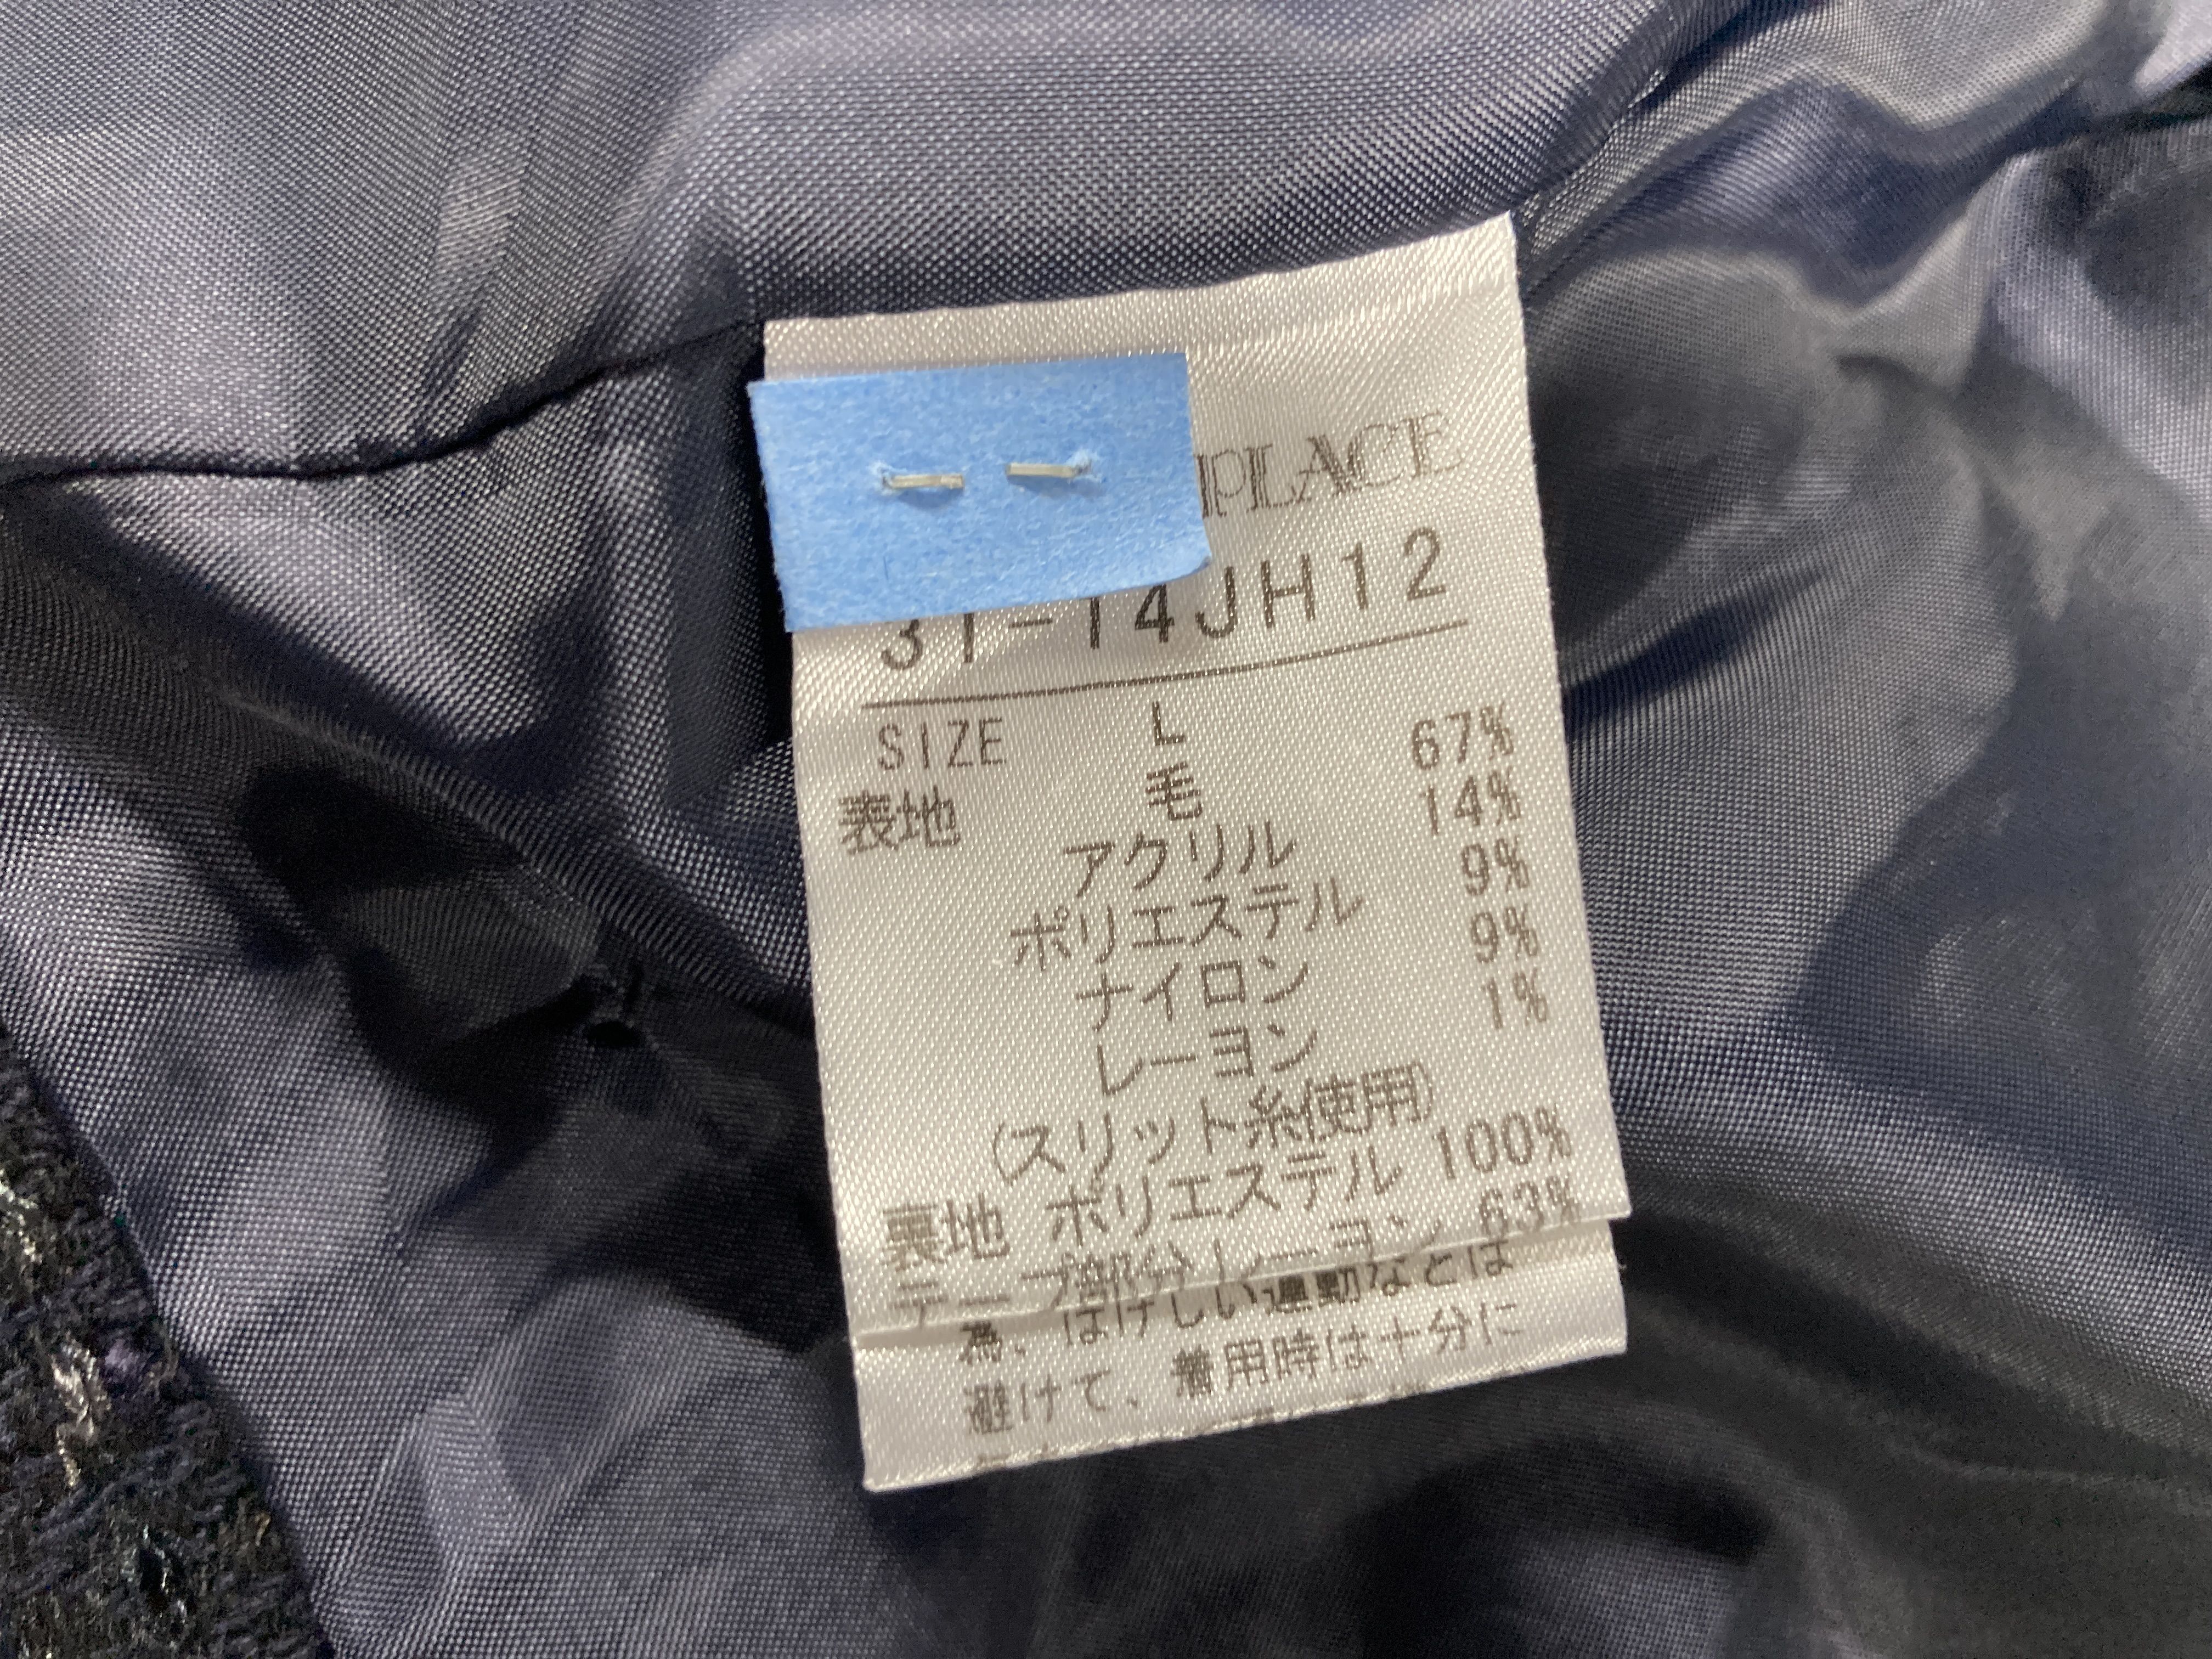 PLACE
31-14JH12
SIZE L
表地 毛 67%
アクリル 14%
ポリエステル 9%
ナイロン 9%
レーヨン 1%
(スリット糸使用)
裏地 ポリエステル 100%
テープ部分 レーヨン 63%
為、はげしい運動などは
避けて、着用時は十分に